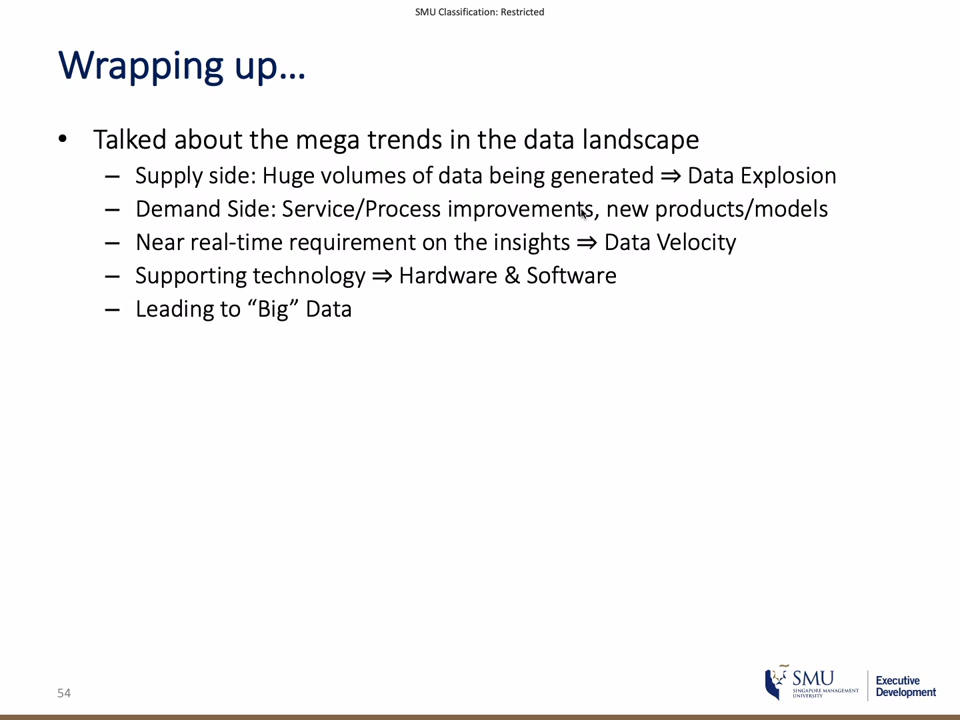 SMU Classification: Restricted
Wrapping up…
• Talked about the mega trends in the data landscape
– Supply side: Huge volumes of data being generated ⇒ Data Explosion
– Demand Side: Service/Process improvements, new products/models
– Near real-time requirement on the insights ⇒ Data Velocity
– Supporting technology ⇒ Hardware & Software
– Leading to “Big” Data
54
SMU
SINGAPORE MANAGEMENT
UNIVERSITY
Executive
Development